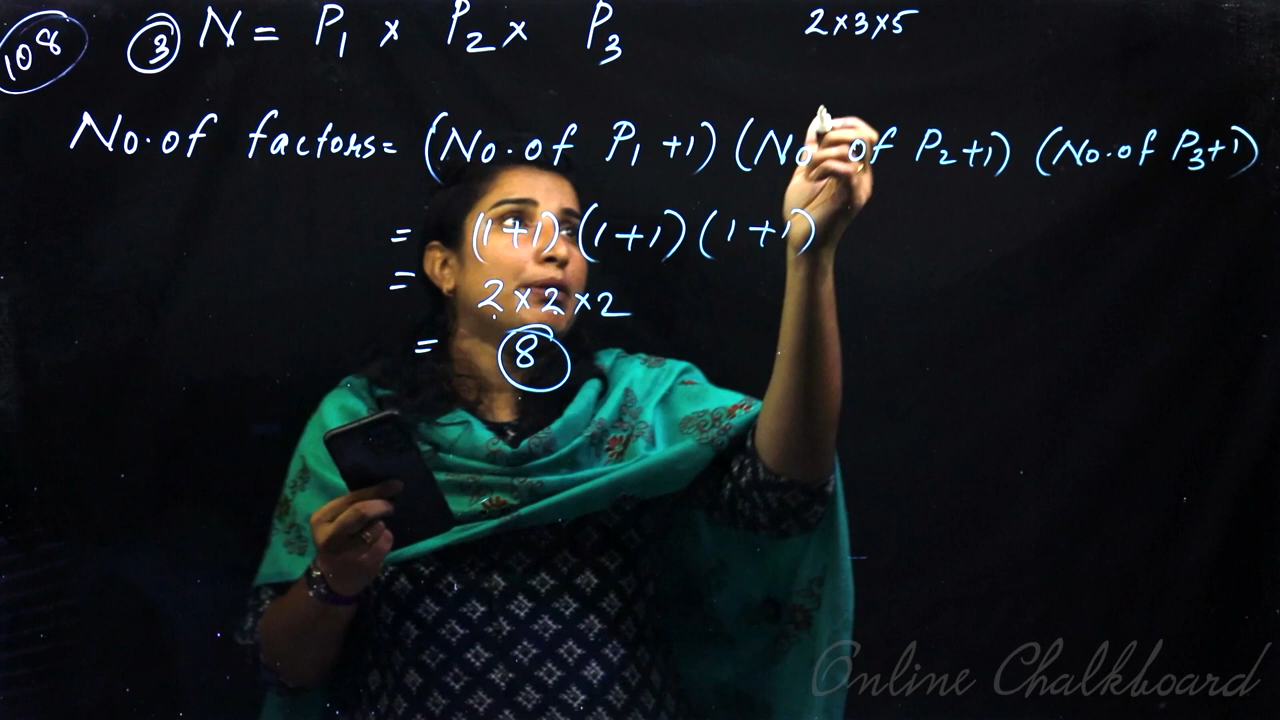 108 ③ N = P₁ × P₂ × P₃ 2×3×5
No. of factors = (No. of P₁ +1) (No. of P₂ +1) (No. of P₃+1)
= (1+1) (1+1) (1+1)
= 2 × 2 × 2
= 8
Online Chalkboard